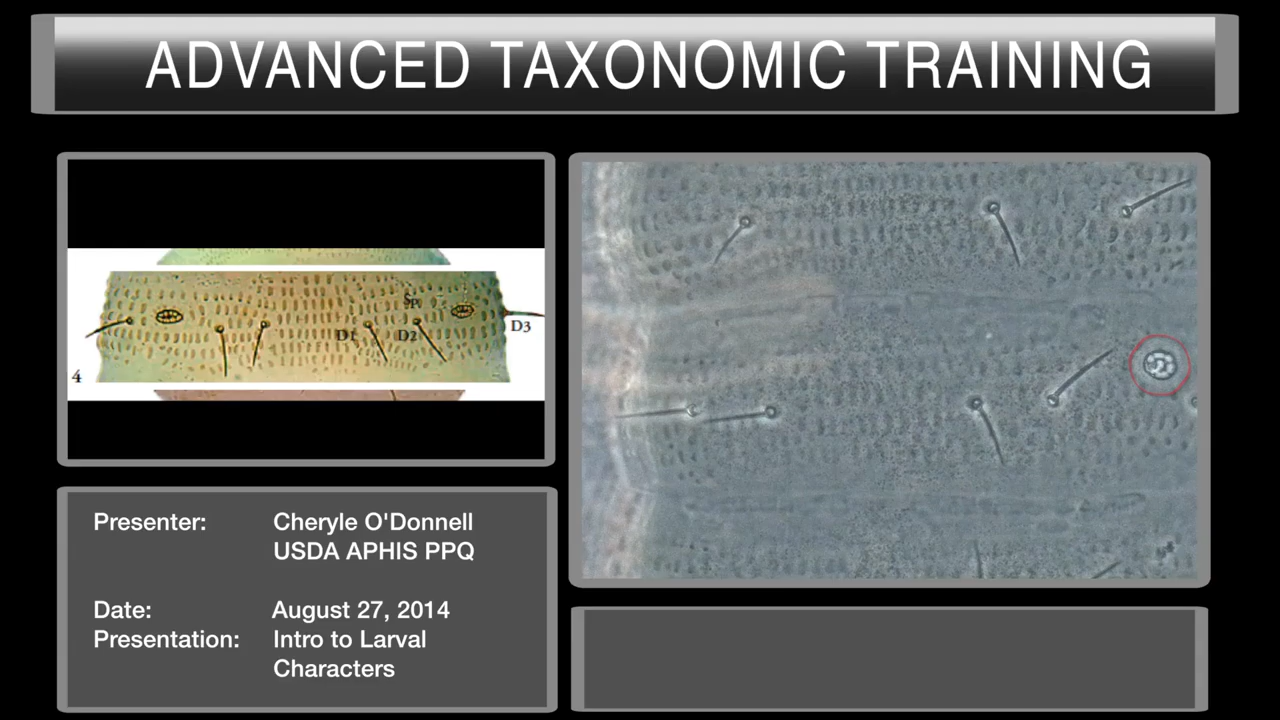 ADVANCED TAXONOMIC TRAINING
Sp
D1
D2
D3
4
Presenter: Cheryle O'Donnell
USDA APHIS PPQ
Date: August 27, 2014
Presentation: Intro to Larval
Characters